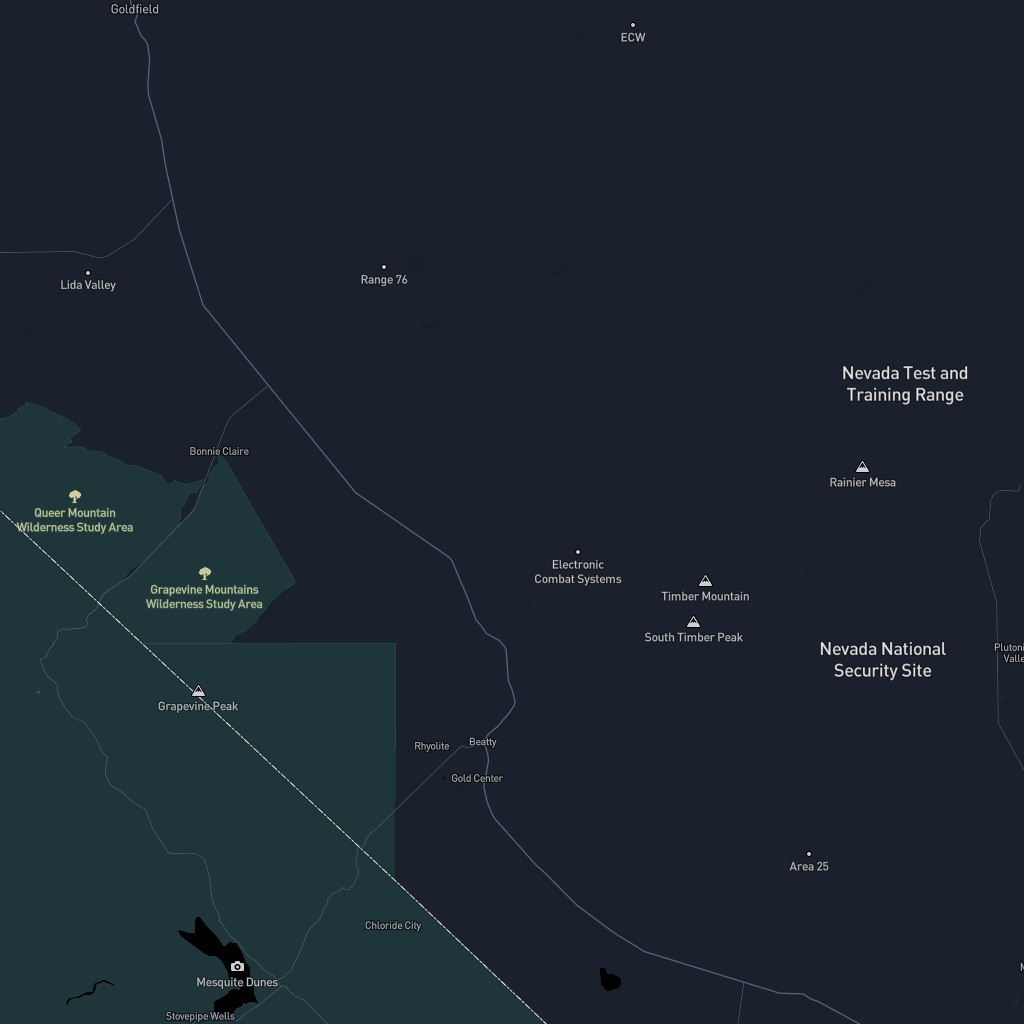 Goldfield
ECW
Lida Valley
Range 76
Nevada Test and
Training Range
Bonnie Claire
Rainier Mesa
Queer Mountain
Wilderness Study Area
Electronic
Combat Systems
Grapevine Mountains
Wilderness Study Area
Timber Mountain
South Timber Peak
Nevada National
Security Site
Grapevine Peak
Rhyolite
Beatty
Gold Center
Area 25
Chloride City
Mesquite Dunes
Stovepipe Wells